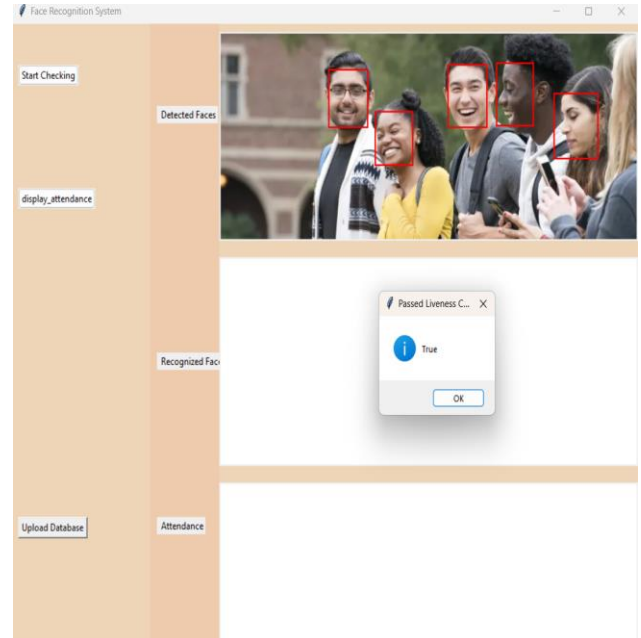 Face Recognition System
Start Checking
Detected Faces
display_attendance
Passed Liveness C...
True
OK
Recognized Fac
Upload Database
Attendance